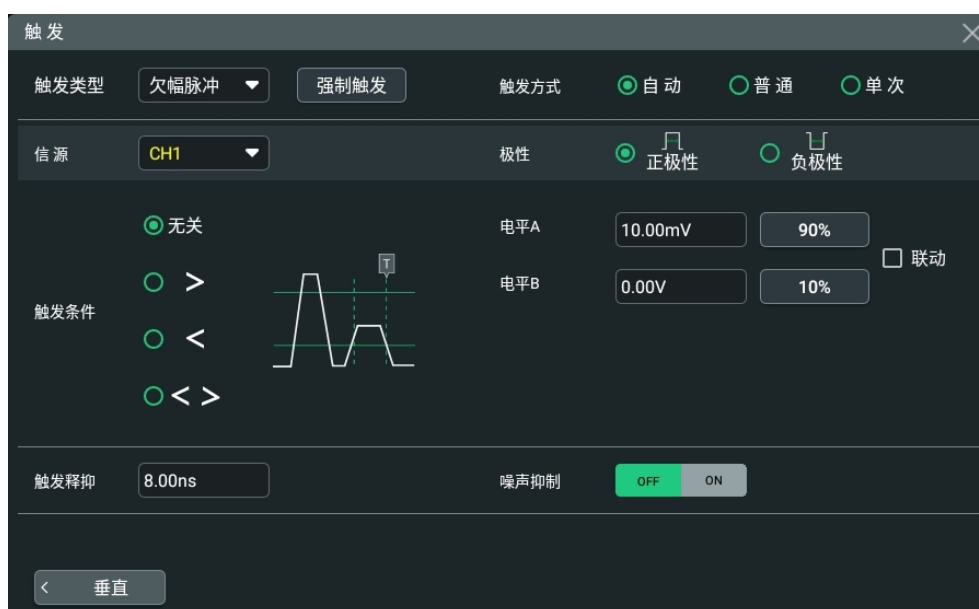 触发
触发类型 欠幅脉冲 强制触发 触发方式 自动 普通 单次
信源 CH1 极性 正极性 负极性
无关 电平A 10.00mV 90%
联动
> T 电平B 0.00V 10%
触发条件
<
< >
触发释抑 8.00ns 噪声抑制 OFF ON
< 垂直